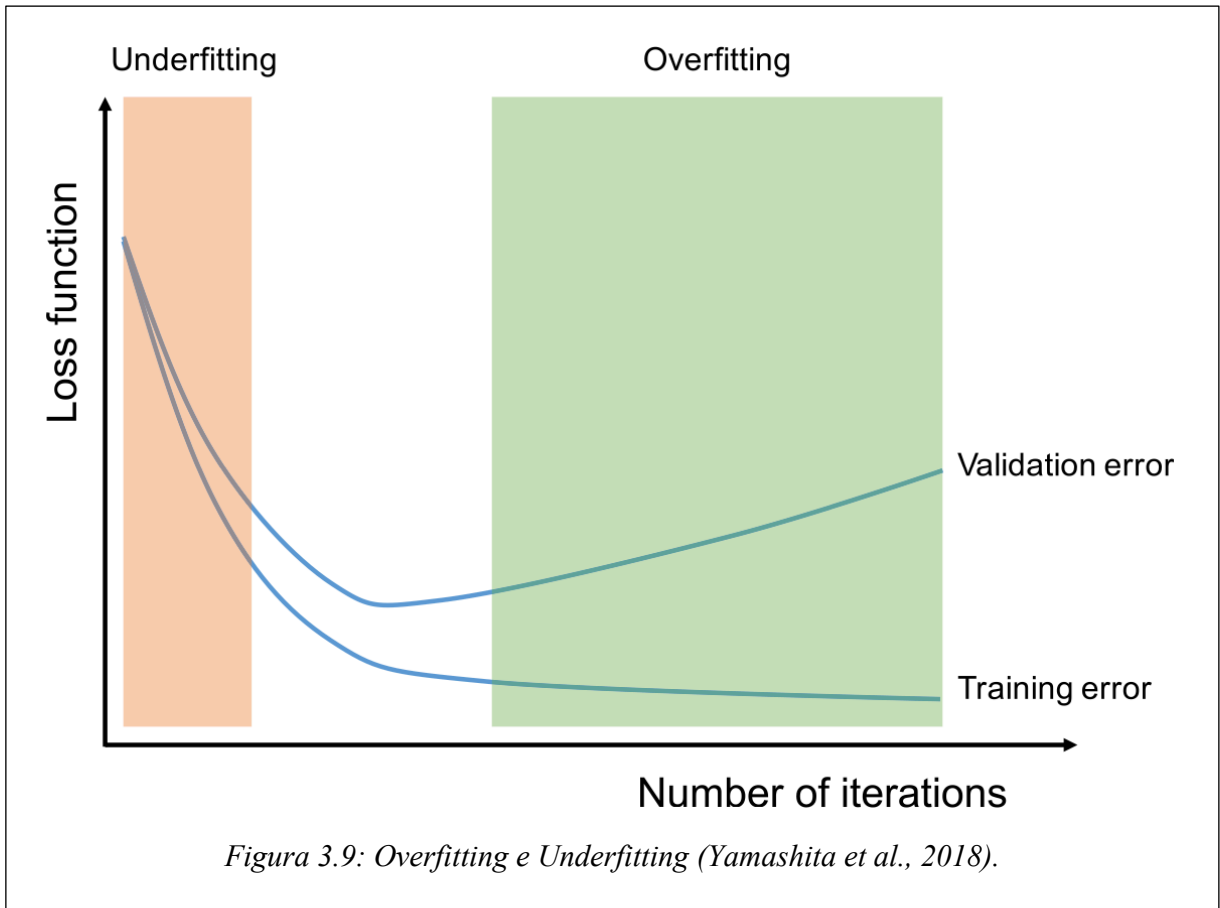 Underfitting
Overfitting
Loss function
Validation error
Training error
Number of iterations
Figura 3.9: Overfitting e Underfitting (Yamashita et al., 2018).